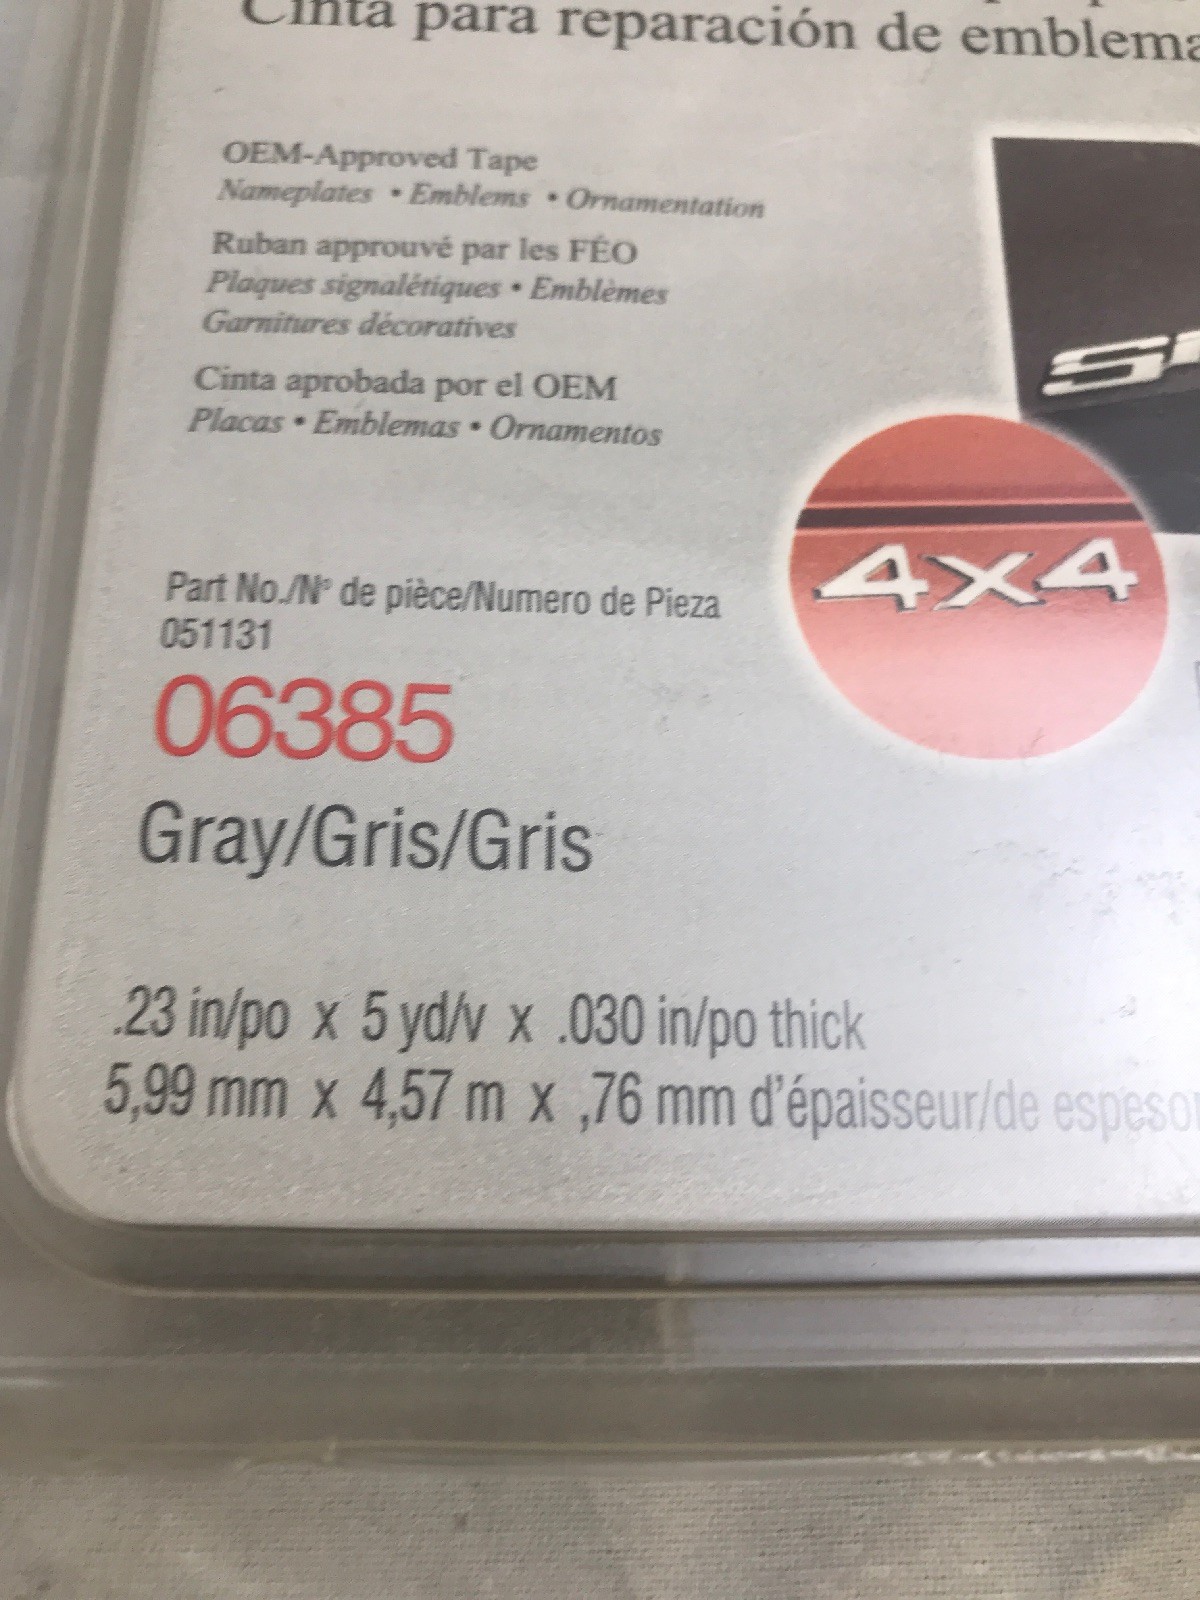 Cinta para reparación de emblema
OEM-Approved Tape
Nameplates • Emblems • Ornamentation
Ruban approuvé par les FÉO
Plaques signalétiques • Emblèmes
Garnitures décoratives
Cinta aprobada por el OEM
Placas • Emblemas • Ornamentos
4x4
Part No./Nº de pièce/Numero de Pieza
051131
06385
Gray/Gris/Gris
.23 in/po x 5 yd/v x .030 in/po thick
5,99 mm x 4,57 m x ,76 mm d'épaisseur/de espesor